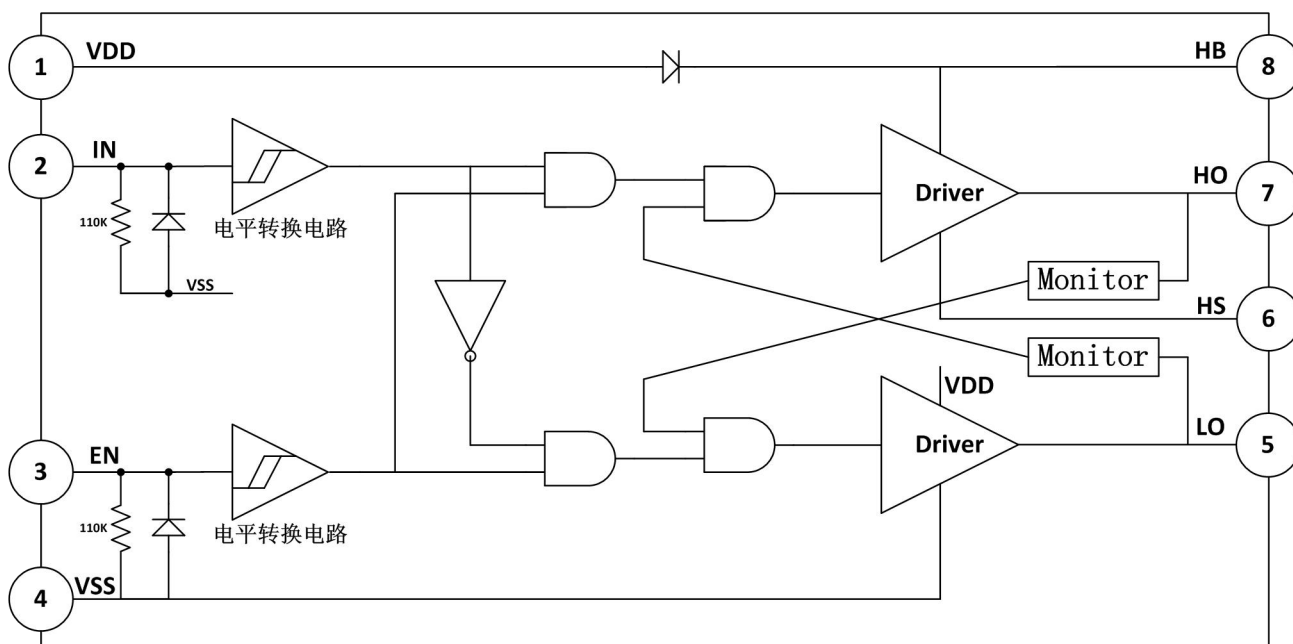 1
VDD
HB
8
2
IN
HO
7
Driver
110K
电平转换电路
VSS
Monitor
HS
6
Monitor
VDD
3
EN
LO
5
Driver
110K
电平转换电路
4
VSS